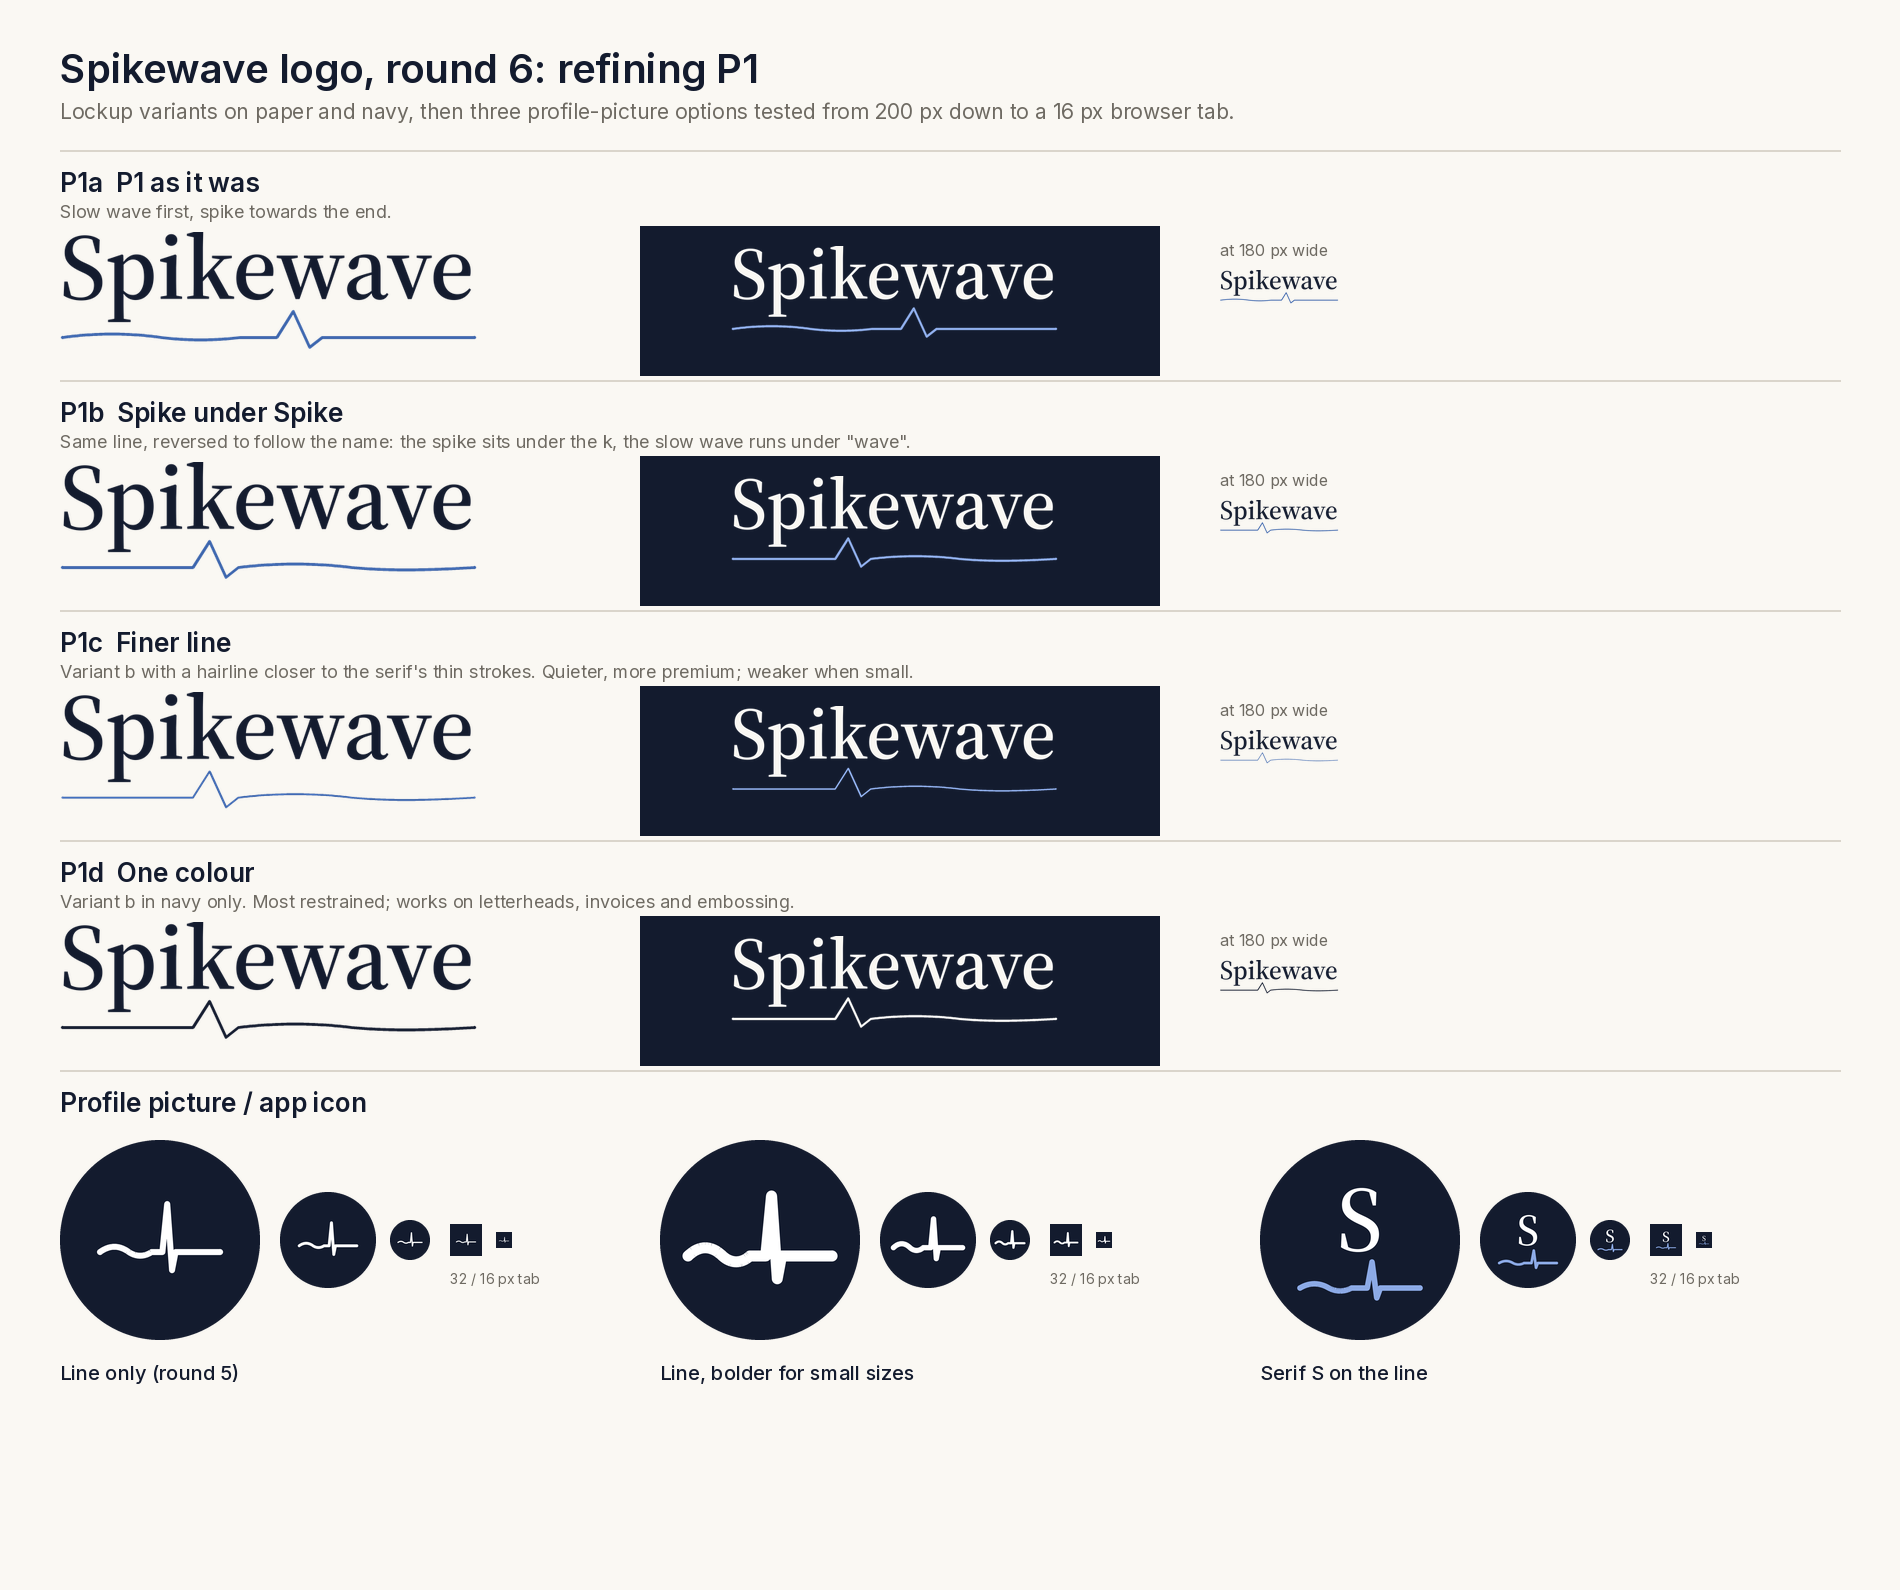 Spikewave logo, round 6: refining P1
Lockup variants on paper and navy, then three profile-picture options tested from 200 px down to a 16 px browser tab.
P1a P1 as it was
Slow wave first, spike towards the end.
Spikewave
Spikewave
at 180 px wide
Spikewave
P1b Spike under Spike
Same line, reversed to follow the name: the spike sits under the k, the slow wave runs under "wave".
Spikewave
Spikewave
at 180 px wide
Spikewave
P1c Finer line
Variant b with a hairline closer to the serif's thin strokes. Quieter, more premium; weaker when small.
Spikewave
Spikewave
at 180 px wide
Spikewave
P1d One colour
Variant b in navy only. Most restrained; works on letterheads, invoices and embossing.
Spikewave
Spikewave
at 180 px wide
Spikewave
Profile picture / app icon
32 / 16 px tab
32 / 16 px tab
S
S
S
S
S
32 / 16 px tab
Line only (round 5)
Line, bolder for small sizes
Serif S on the line